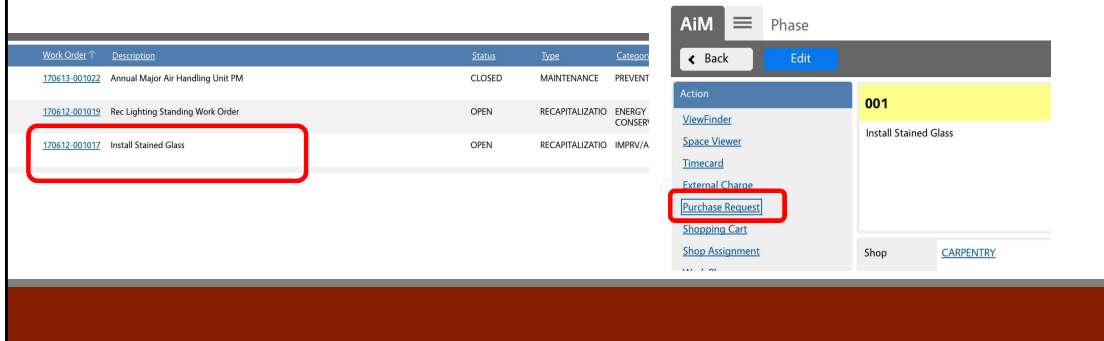 Work Order ↑ Description Status Type Categor
170613-001022 Annual Major Air Handling Unit PM CLOSED MAINTENANCE PREVENT
170612-001019 Rec Lighting Standing Work Order OPEN RECAPITALIZATIO ENERGY
CONSERV
170612-001017 Install Stained Glass OPEN RECAPITALIZATIO IMPRV/A
AiM Phase
Back Edit
Action
ViewFinder
Space Viewer
Timecard
External Charge
Purchase Request
Shopping Cart
Shop Assignment
001
Install Stained Glass
Shop CARPENTRY